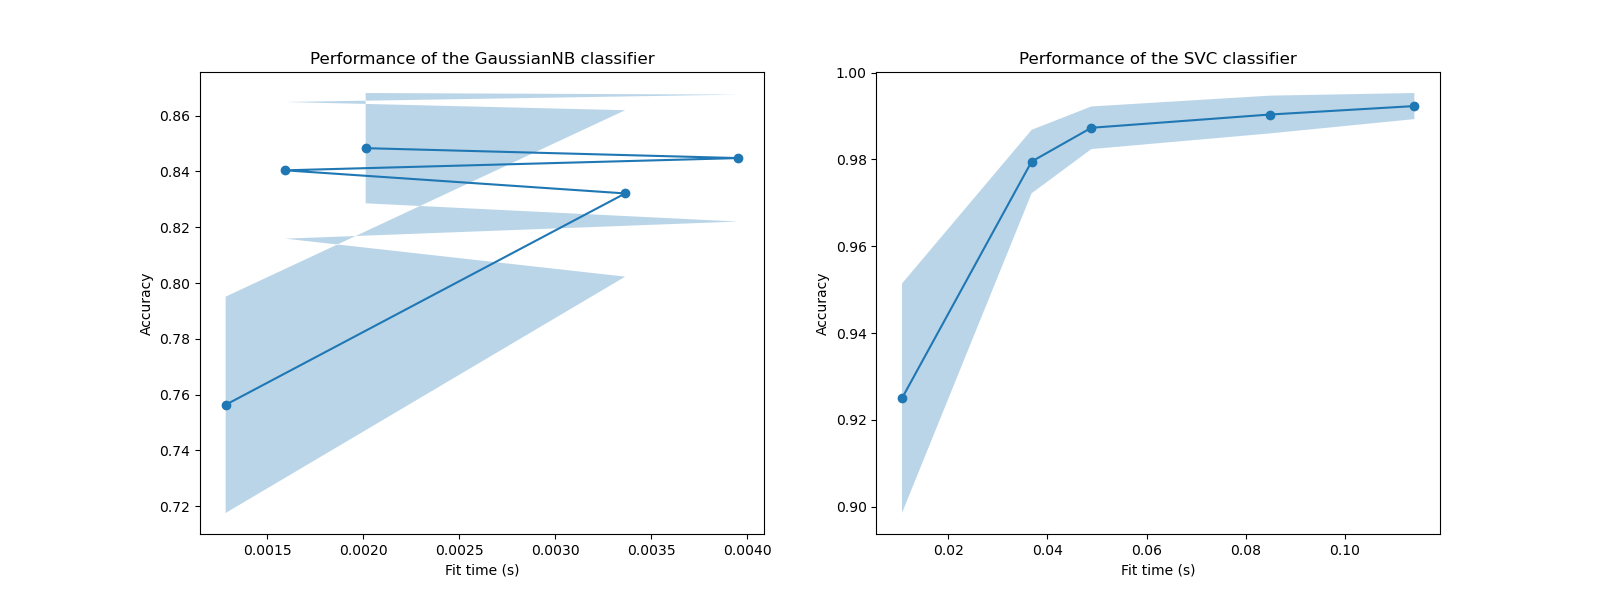 Performance of the GaussianNB classifier
Accuracy
0.86
0.84
0.82
0.80
0.78
0.76
0.74
0.72
0.0015 0.0020 0.0025 0.0030 0.0035 0.0040
Fit time (s)
Performance of the SVC classifier
Accuracy
1.00
0.98
0.96
0.94
0.92
0.90
0.02 0.04 0.06 0.08 0.10
Fit time (s)